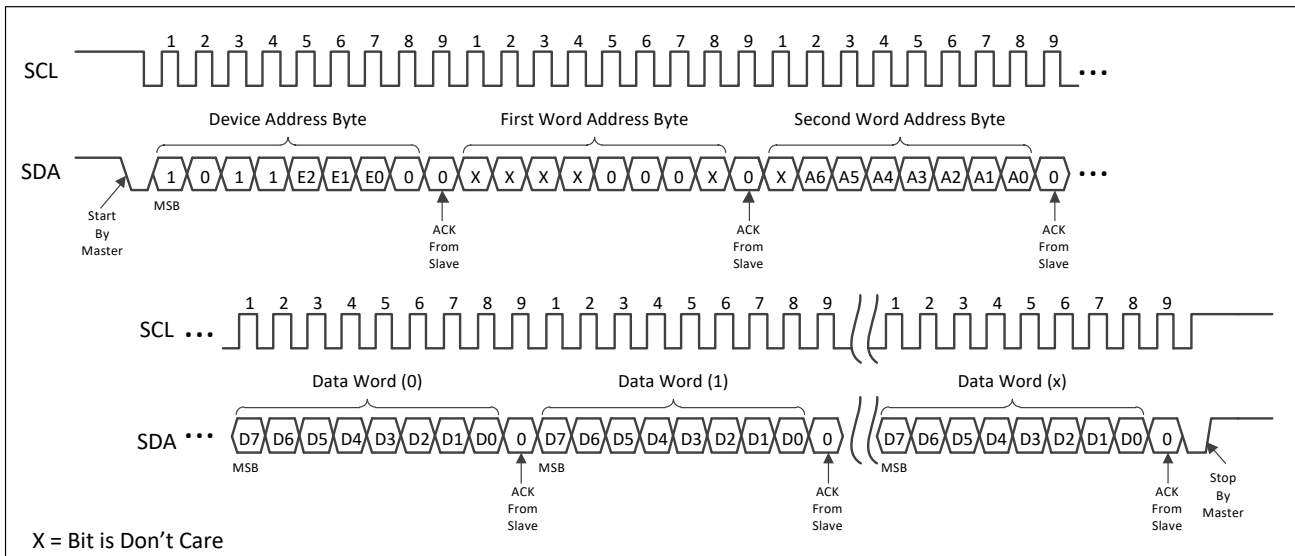 1 2 3 4 5 6 7 8 9 1 2 3 4 5 6 7 8 9 1 2 3 4 5 6 7 8 9
SCL
Device Address Byte First Word Address Byte Second Word Address Byte
SDA 1 0 1 1 E2 E1 E0 0 0 X X X X 0 0 0 X 0 X A6 A5 A4 A3 A2 A1 A0 0
MSB
Start
By
Master
ACK
From
Slave
ACK
From
Slave
ACK
From
Slave
1 2 3 4 5 6 7 8 9 1 2 3 4 5 6 7 8 9 1 2 3 4 5 6 7 8 9
SCL
Data Word (0) Data Word (1) Data Word (x)
SDA D7 D6 D5 D4 D3 D2 D1 D0 0 D7 D6 D5 D4 D3 D2 D1 D0 0 D7 D6 D5 D4 D3 D2 D1 D0 0
MSB MSB MSB
ACK
From
Slave
ACK
From
Slave
ACK
From
Slave
Stop
By
Master
X = Bit is Don't Care